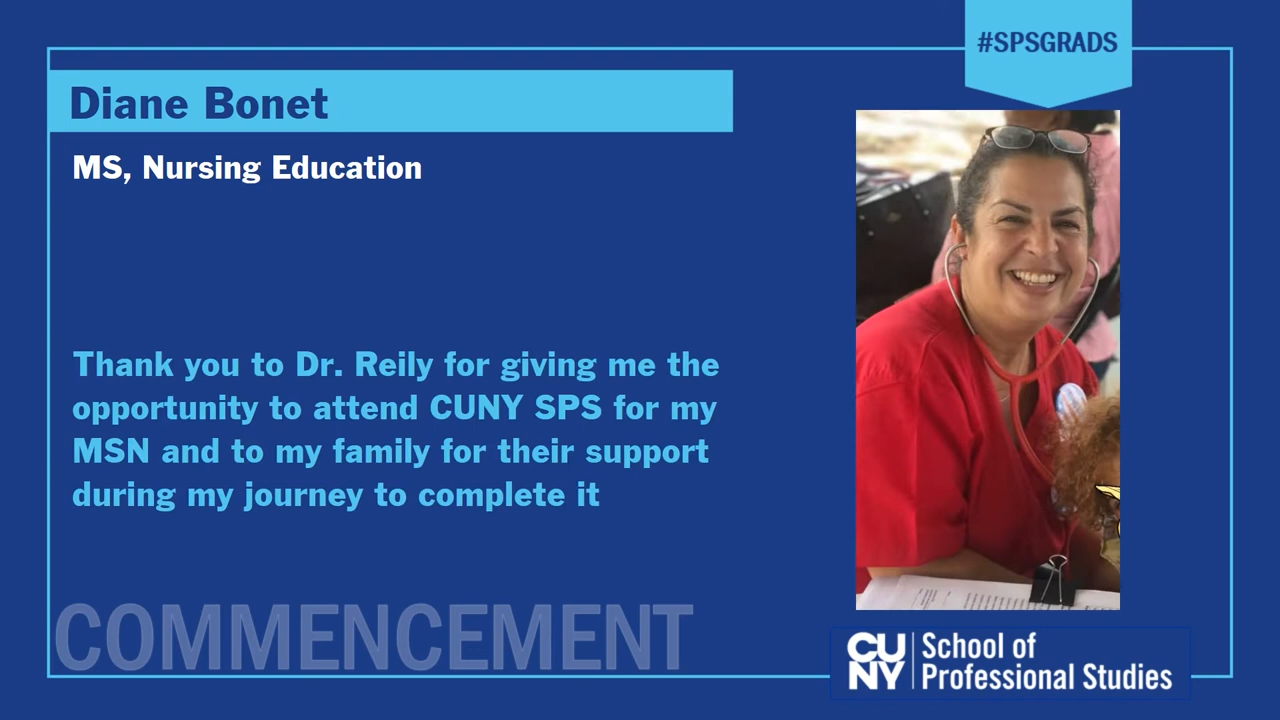 #SPSGRADS
Diane Bonet
MS, Nursing Education
Thank you to Dr. Reily for giving me the
opportunity to attend CUNY SPS for my
MSN and to my family for their support
during my journey to complete it
COMMENCEMENT
CU
NY
School of
Professional Studies